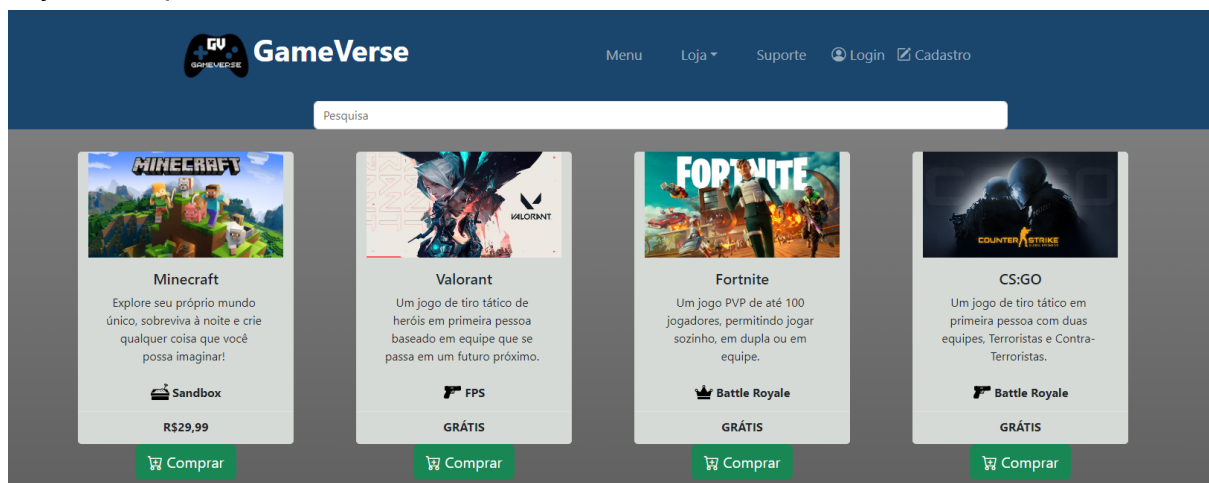 GV
GAMEVERSE
GameVerse
Menu
Loja
Suporte
Login
Cadastro
Pesquisa
MINECRAFT
Minecraft
Explore seu próprio mundo
único, sobreviva à noite e crie
qualquer coisa que você
possa imaginar!
Sandbox
R$29,99
Comprar
VALORANT
Valorant
Um jogo de tiro tático de
heróis em primeira pessoa
baseado em equipe que se
passa em um futuro próximo.
FPS
GRÁTIS
Comprar
FORTNITE
Fortnite
Um jogo PVP de até 100
jogadores, permitindo jogar
sozinho, em dupla ou em
equipe.
Battle Royale
GRÁTIS
Comprar
COUNTER STRIKE
CS:GO
Um jogo de tiro tático em
primeira pessoa com duas
equipes, Terroristas e Contra-
Terroristas.
Battle Royale
GRÁTIS
Comprar